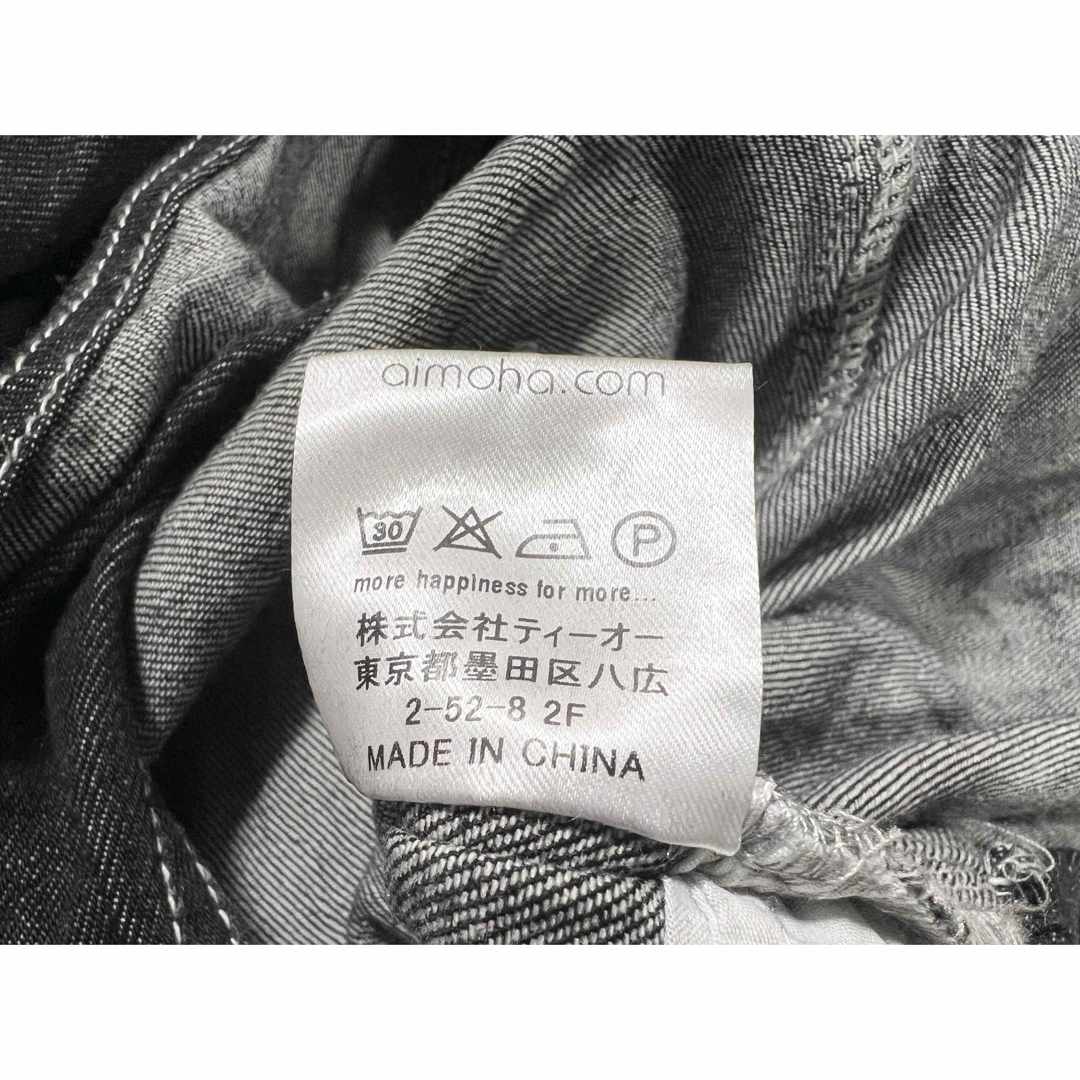 aimoha.com
30 P
more happiness for more...
株式会社ティーオー
東京都墨田区八広
2-52-8 2F
MADE IN CHINA